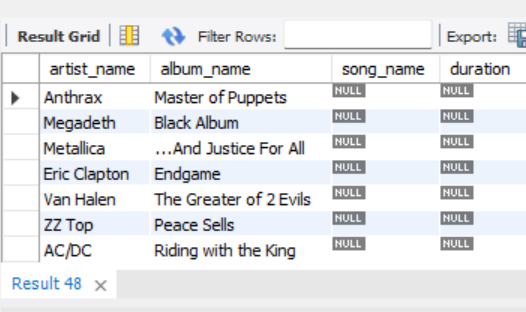 Result Grid Filter Rows: Export:
artist_name album_name song_name duration
Anthrax Master of Puppets NULL NULL
Megadeth Black Album NULL NULL
Metallica ...And Justice For All NULL NULL
Eric Clapton Endgame NULL NULL
Van Halen The Greater of 2 Evils NULL NULL
ZZ Top Peace Sells NULL NULL
AC/DC Riding with the King NULL NULL
Result 48 ×